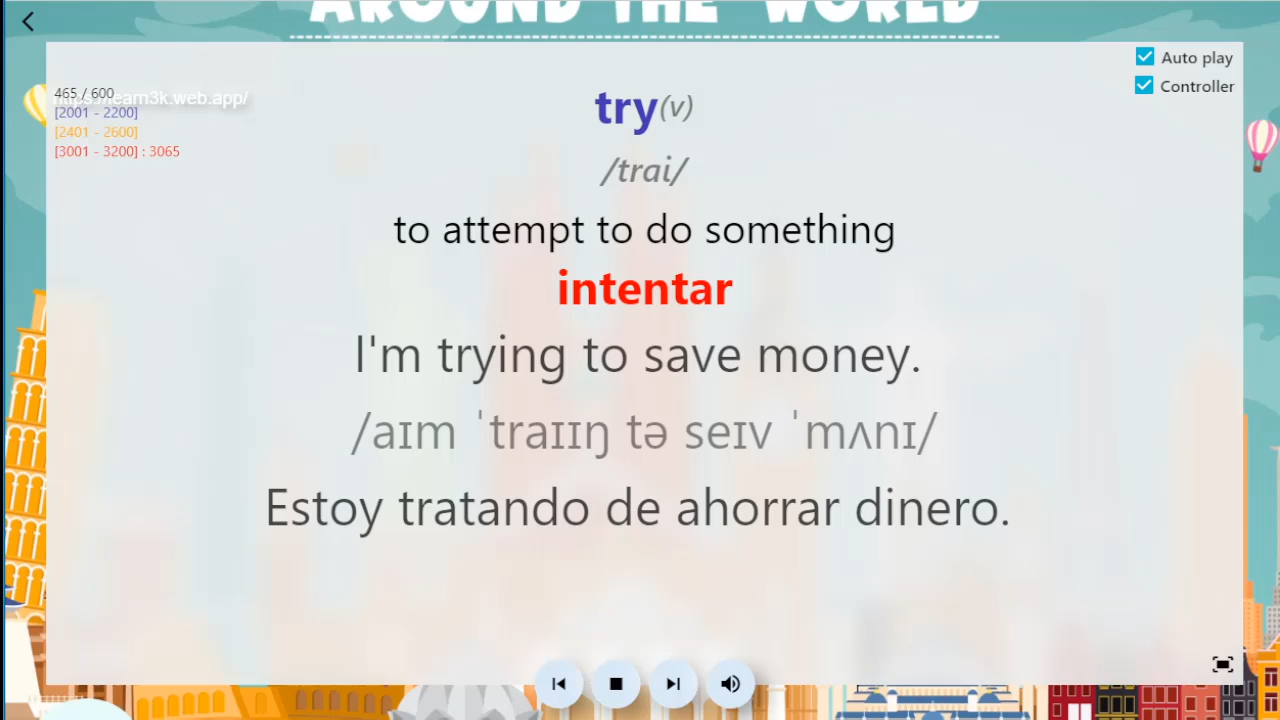 AROUND THE WORLD
Auto play
Controller
465 / 600
https://learn3k.web.app/
[2001 - 2200]
[2401 - 2600]
[3001 - 3200] : 3065
try(v)
/trai/
to attempt to do something
intentar
I'm trying to save money.
/aɪm ˈtraɪɪŋ tə seɪv ˈmʌnɪ/
Estoy tratando de ahorrar dinero.